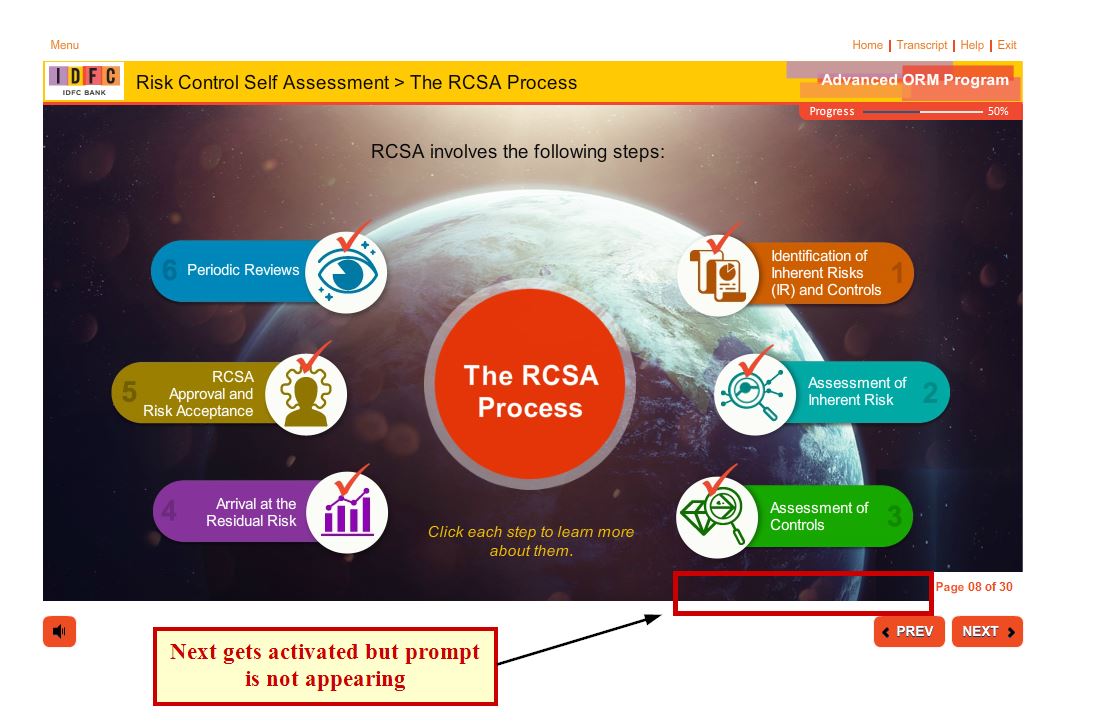 Menu
Home | Transcript | Help | Exit
IDFC
IDFC BANK
Risk Control Self Assessment > The RCSA Process
Advanced ORM Program
Progress 50%
RCSA involves the following steps:
6 Periodic Reviews
Identification of
Inherent Risks
(IR) and Controls
1
5
RCSA
Approval and
Risk Acceptance
The RCSA
Process
Assessment of
Inherent Risk
2
4
Arrival at the
Residual Risk
Assessment of
Controls
3
Click each step to learn more
about them.
Page 08 of 30
PREV
NEXT
Next gets activated but prompt
is not appearing